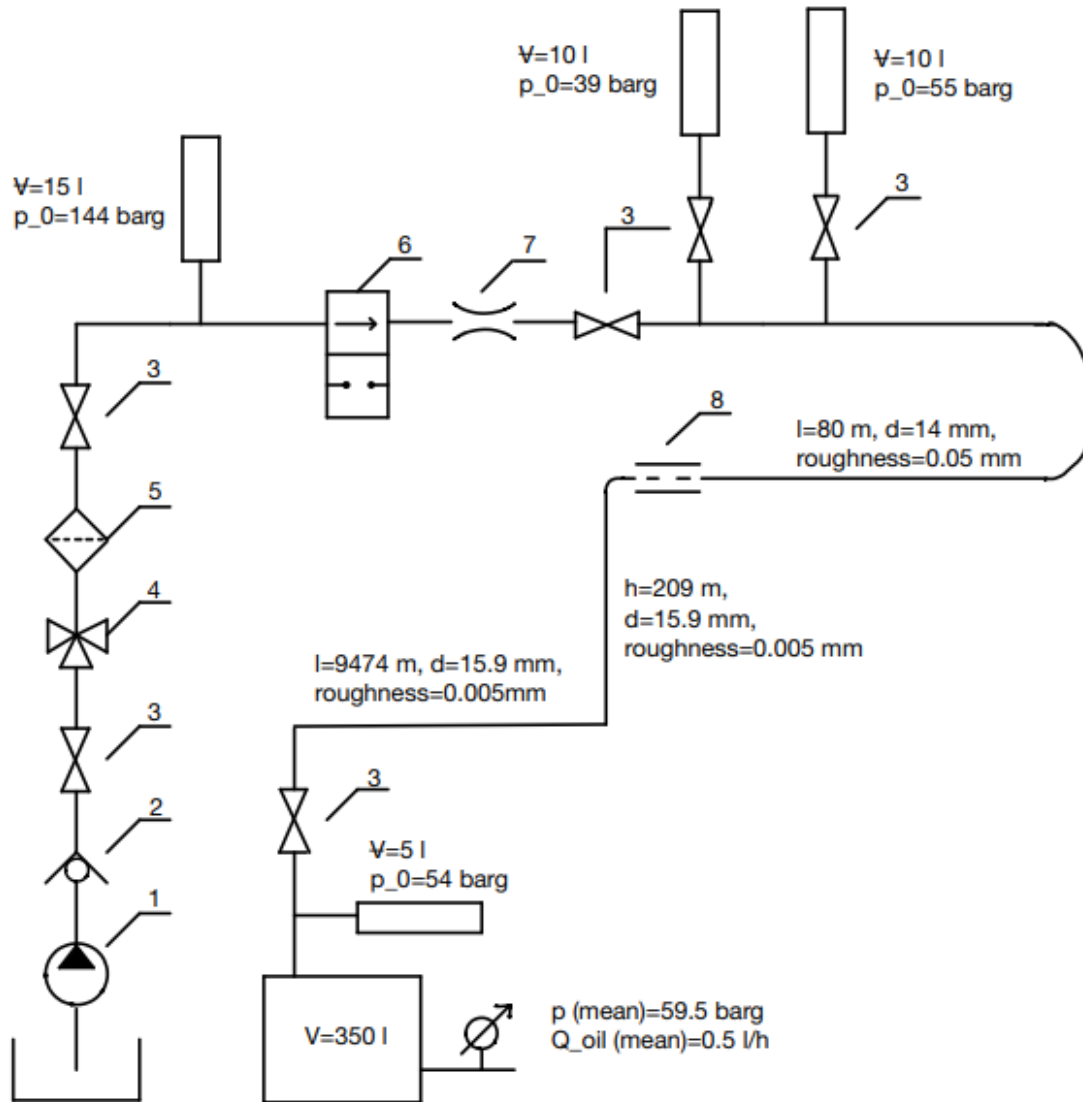 V=10 l
p_0=39 barg
V=10 l
p_0=55 barg
3
3
V=15 l
p_0=144 barg
6
7
3
8
l=80 m, d=14 mm,
roughness=0.05 mm
5
h=209 m,
d=15.9 mm,
roughness=0.005 mm
4
l=9474 m, d=15.9 mm,
roughness=0.005mm
3
3
2
V=5 l
p_0=54 barg
1
V=350 l
p (mean)=59.5 barg
Q_oil (mean)=0.5 l/h